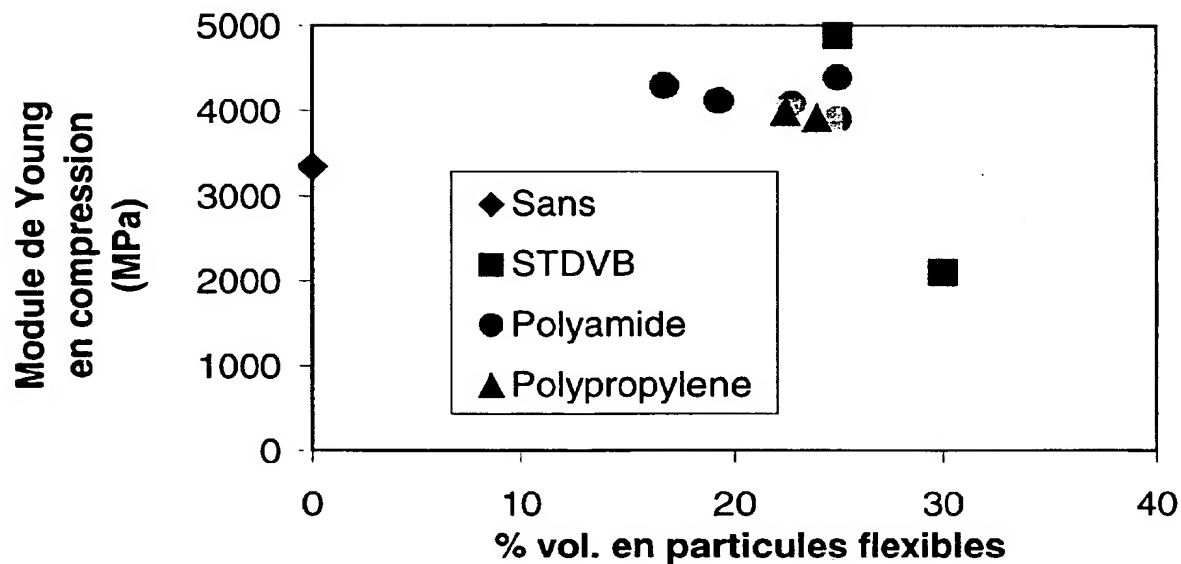 Module de Young
en compression
(MPa)
5000
4000
3000
2000
1000
0
Sans
STDVB
Polyamide
Polypropylene
0 10 20 30 40
% vol. en particules flexibles